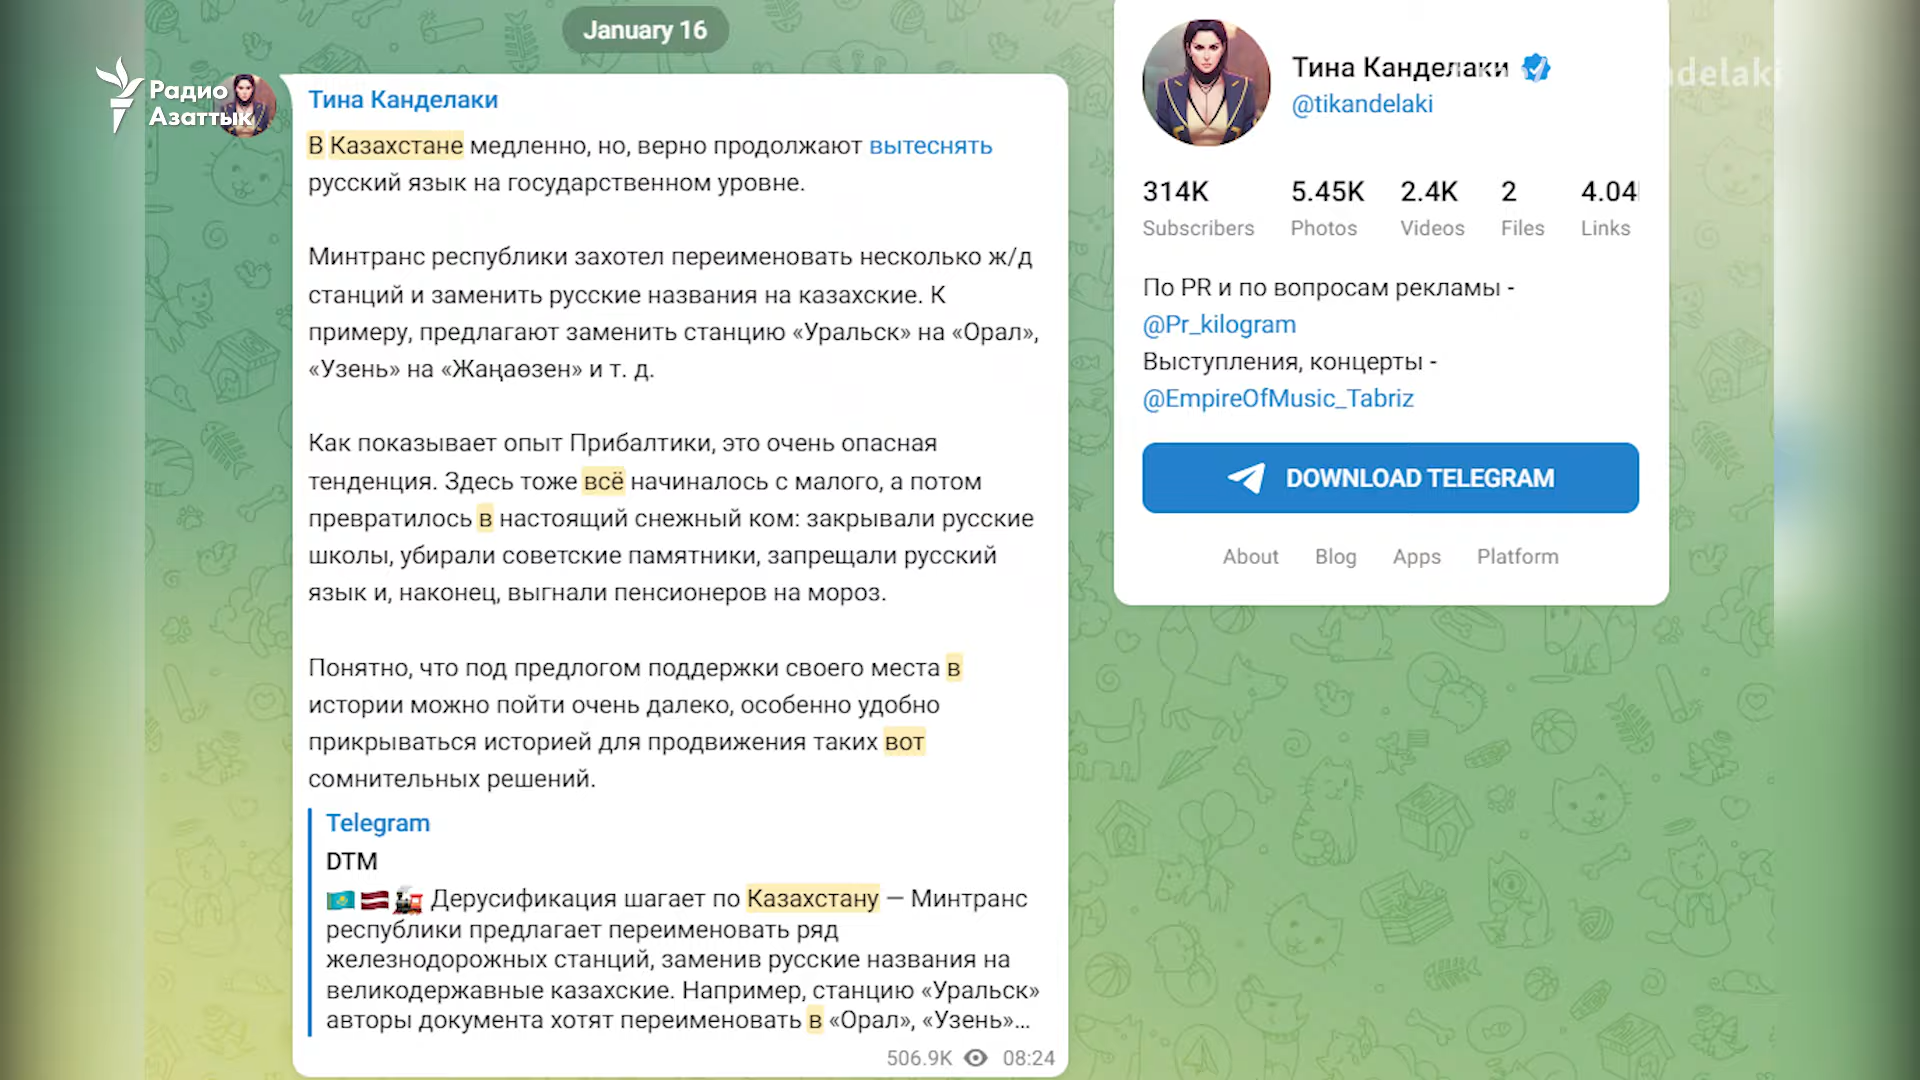 January 16
Радио
Азаттык
Тина Канделаки
В Казахстане медленно, но, верно продолжают вытеснять
русский язык на государственном уровне.
Минтранс республики захотел переименовать несколько ж/д
станций и заменить русские названия на казахские. К
примеру, предлагают заменить станцию «Уральск» на «Орал»,
«Узень» на «Жаңаөзен» и т. д.
Как показывает опыт Прибалтики, это очень опасная
тенденция. Здесь тоже всё начиналось с малого, а потом
превратилось в настоящий снежный ком: закрывали русские
школы, убирали советские памятники, запрещали русский
язык и, наконец, выгнали пенсионеров на мороз.
Понятно, что под предлогом поддержки своего места в
истории можно пойти очень далеко, особенно удобно
прикрываться историей для продвижения таких вот
сомнительных решений.
Telegram
DTM
Дерусификация шагает по Казахстану — Минтранс
республики предлагает переименовать ряд
железнодорожных станций, заменив русские названия на
великодержавные казахские. Например, станцию «Уральск»
авторы документа хотят переименовать в «Орал», «Узень»...
506.9K 08:24
Тина Канделаки
@tikandelaki
314K 5.45K 2.4K 2 4.04
Subscribers Photos Videos Files Links
По PR и по вопросам рекламы -
@Pr_kilogram
Выступления, концерты -
@EmpireOfMusic_Tabriz
DOWNLOAD TELEGRAM
About Blog Apps Platform